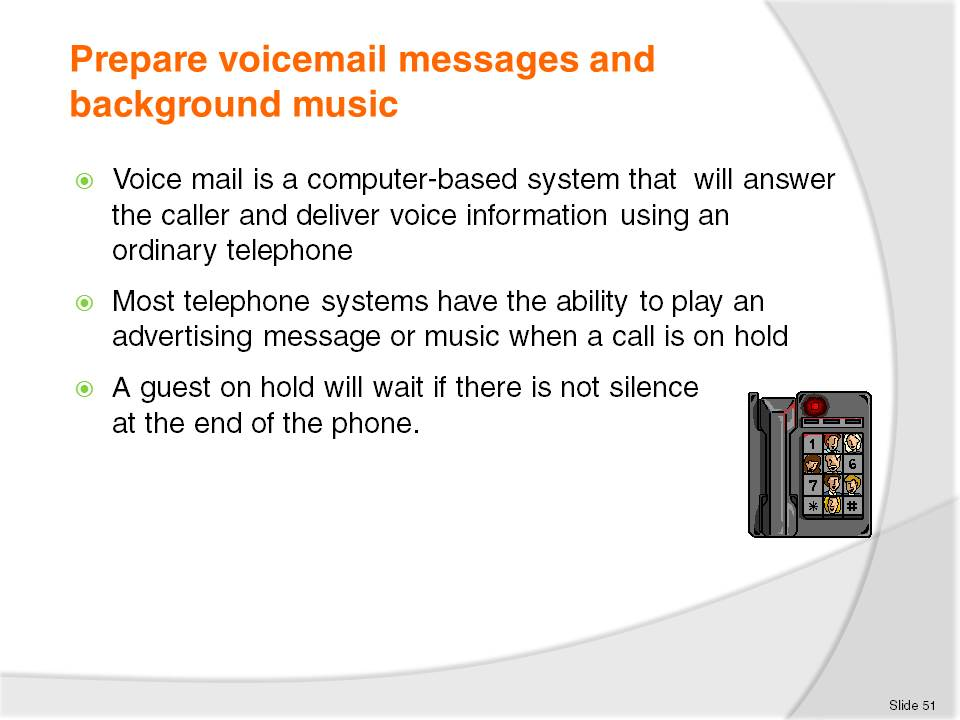 Prepare voicemail messages and
background music
Voice mail is a computer-based system that will answer
the caller and deliver voice information using an
ordinary telephone
Most telephone systems have the ability to play an
advertising message or music when a call is on hold
A guest on hold will wait if there is not silence
at the end of the phone.
1
6
7
* #
Slide 51